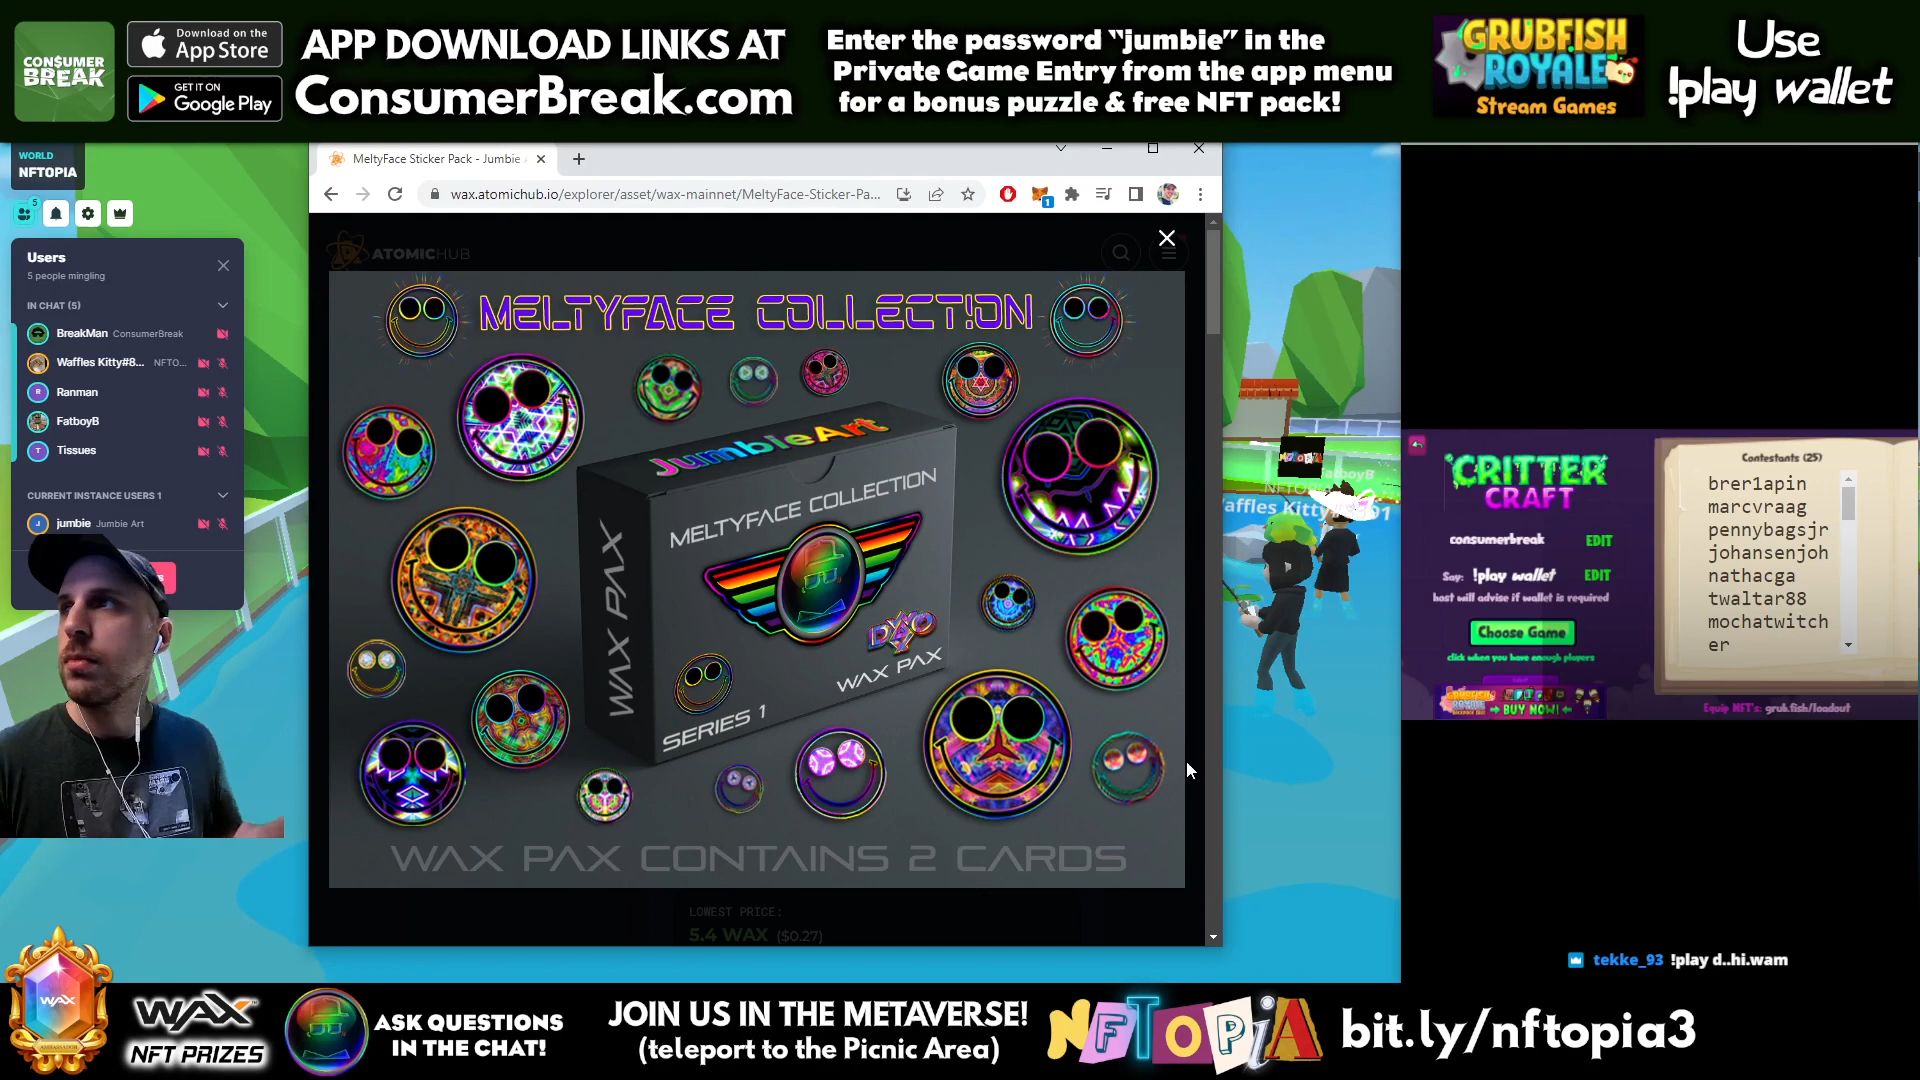 CON$UMER
BREAK
Download on the
App Store
GET IT ON
Google Play
APP DOWNLOAD LINKS AT
ConsumerBreak.com
Enter the password "jumbie" in the
Private Game Entry from the app menu
for a bonus puzzle & free NFT pack!
GRUBFISH
ROYALE
Stream Games
Use
!play wallet
WORLD
NFTOPIA
5
Users
5 people mingling
IN CHAT (5)
BreakMan ConsumerBreak
Waffles Kitty#8... NFTO...
R Ranman
FatboyB
T Tissues
CURRENT INSTANCE USERS 1
J jumbie Jumbie Art
MeltyFace Sticker Pack - Jumbie
wax.atomichub.io/explorer/asset/wax-mainnet/MeltyFace-Sticker-Pa...
1
ATOMICHUB
MELTYFACE COLLECT!ON
JumbieArt
MELTYFACE COLLECTION
WAX PAX
WAX PAX
SERIES 1
WAX PAX CONTAINS 2 CARDS
LOWEST PRICE:
5.4 WAX ($0.27)
CRITTER
CRAFT
consumerbreak EDIT
Say: !play wallet EDIT
host will advise if wallet is required
Choose Game
click when you have enough players
BUY NOW!
Contestants (25)
brer1apin
marcvraag
pennybagsjr
johansenjoh
nathacga
twaltar88
mochatwitch
er
Equip NFT's: grub.fish/loadout
tekke_93 !play d..hi.wam
WAX
WAX
NFT PRIZES
ASK QUESTIONS
IN THE CHAT!
JOIN US IN THE METAVERSE!
(teleport to the Picnic Area)
NFTOPiA
bit.ly/nftopia3